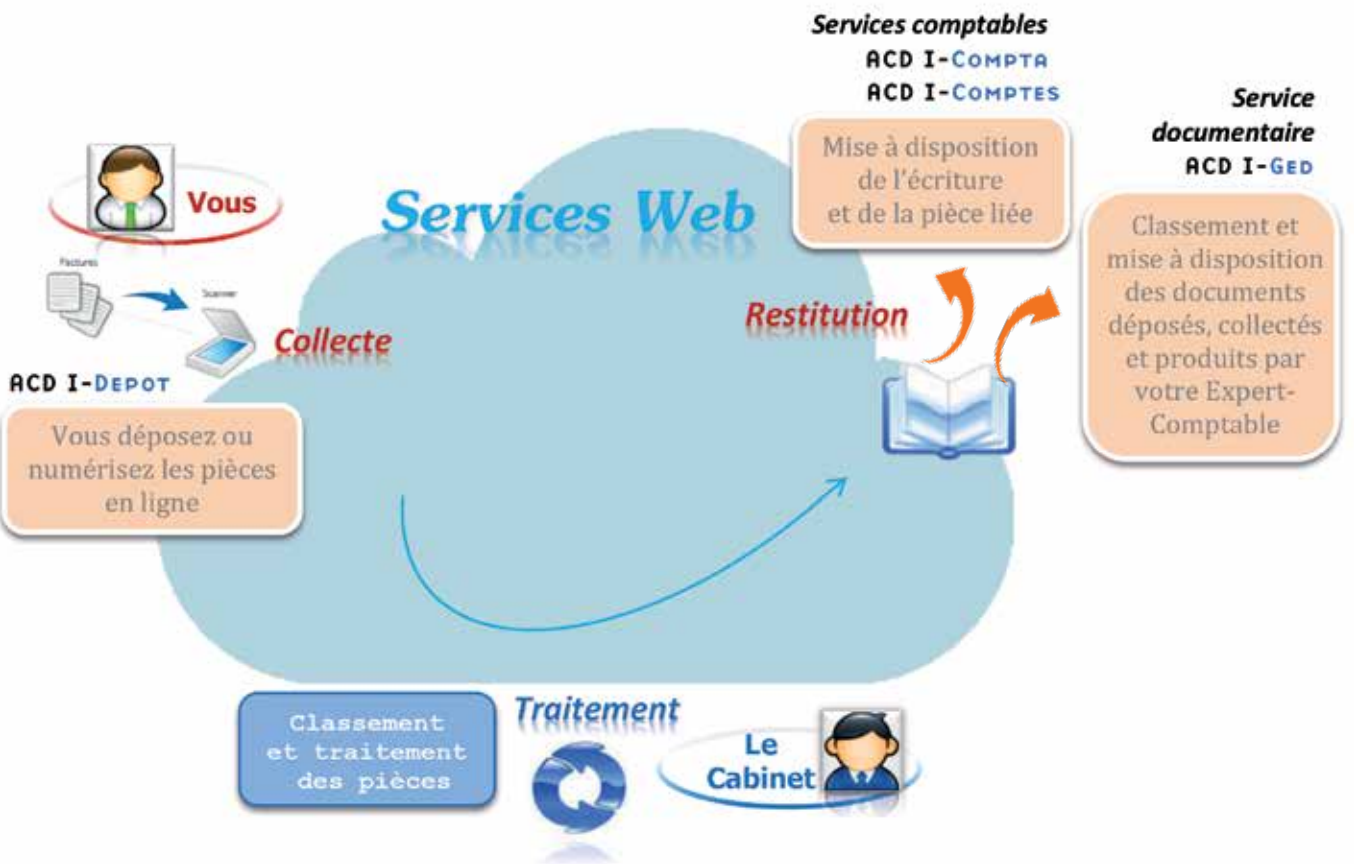 Services comptables
ACD I-COMPTA
ACD I-COMPTES
Mise à disposition
de l'écriture
et de la pièce liée
Service
documentaire
ACD I-GED
Classement et
mise à disposition
des documents
déposés, collectés
et produits par
votre Expert-
Comptable
Vous
Services Web
Factures
Scanner
Collecte
Restitution
ACD I-DEPOT
Vous déposez ou
numérisez les pièces
en ligne
Classement
et traitement
des pièces
Traitement
Le
Cabinet